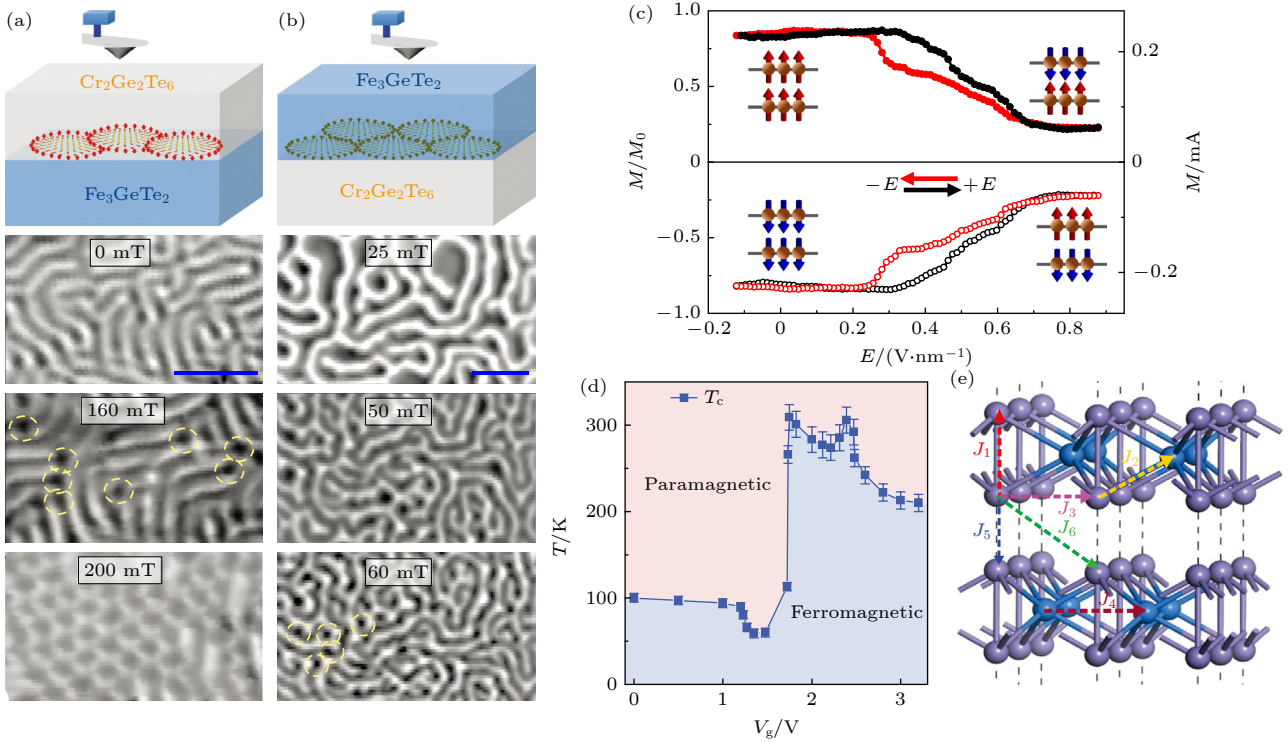 (a)
Cr₂Ge₂Te₆
Fe₃GeTe₂
0 mT
160 mT
200 mT
(b)
Fe₃GeTe₂
Cr₂Ge₂Te₆
25 mT
50 mT
60 mT
(c)
1.0
0.5
0
−0.5
−1.0
M/M₀
0.2
0
−0.2
M/mA
−E
+E
−0.2
0
0.2
0.4
0.6
0.8
E/(V·nm⁻¹)
(d)
Tc
Paramagnetic
Ferromagnetic
300
200
100
0
T/K
0
1
2
3
Vg/V
(e)
J₁
J₂
J₃
J₆
J₅
J₄